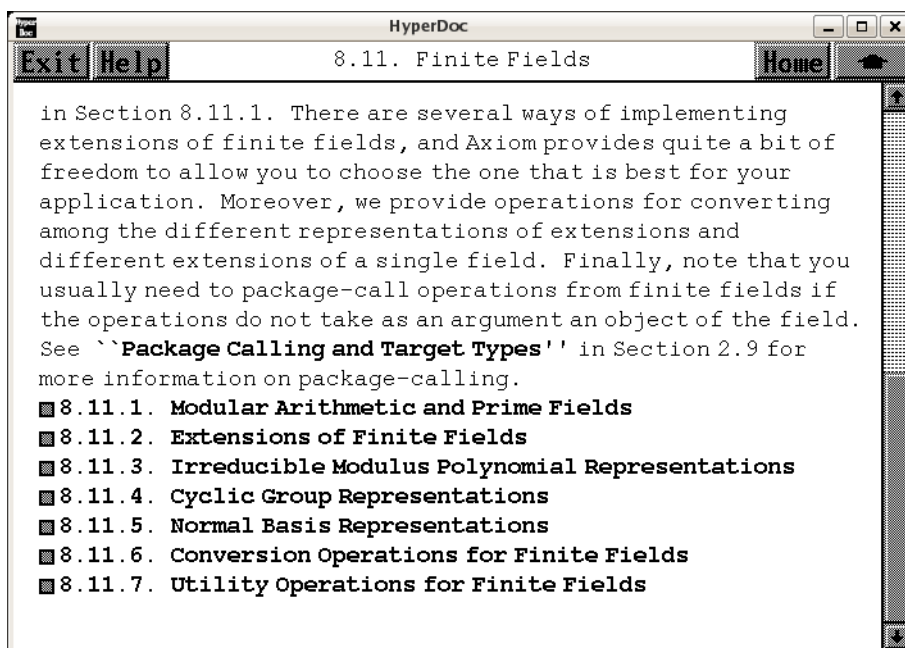 Hyper Doc
HyperDoc
Exit Help 8.11. Finite Fields Home
in Section 8.11.1. There are several ways of implementing
extensions of finite fields, and Axiom provides quite a bit of
freedom to allow you to choose the one that is best for your
application. Moreover, we provide operations for converting
among the different representations of extensions and
different extensions of a single field. Finally, note that you
usually need to package-call operations from finite fields if
the operations do not take as an argument an object of the field.
See ``Package Calling and Target Types'' in Section 2.9 for
more information on package-calling.
8.11.1. Modular Arithmetic and Prime Fields
8.11.2. Extensions of Finite Fields
8.11.3. Irreducible Modulus Polynomial Representations
8.11.4. Cyclic Group Representations
8.11.5. Normal Basis Representations
8.11.6. Conversion Operations for Finite Fields
8.11.7. Utility Operations for Finite Fields